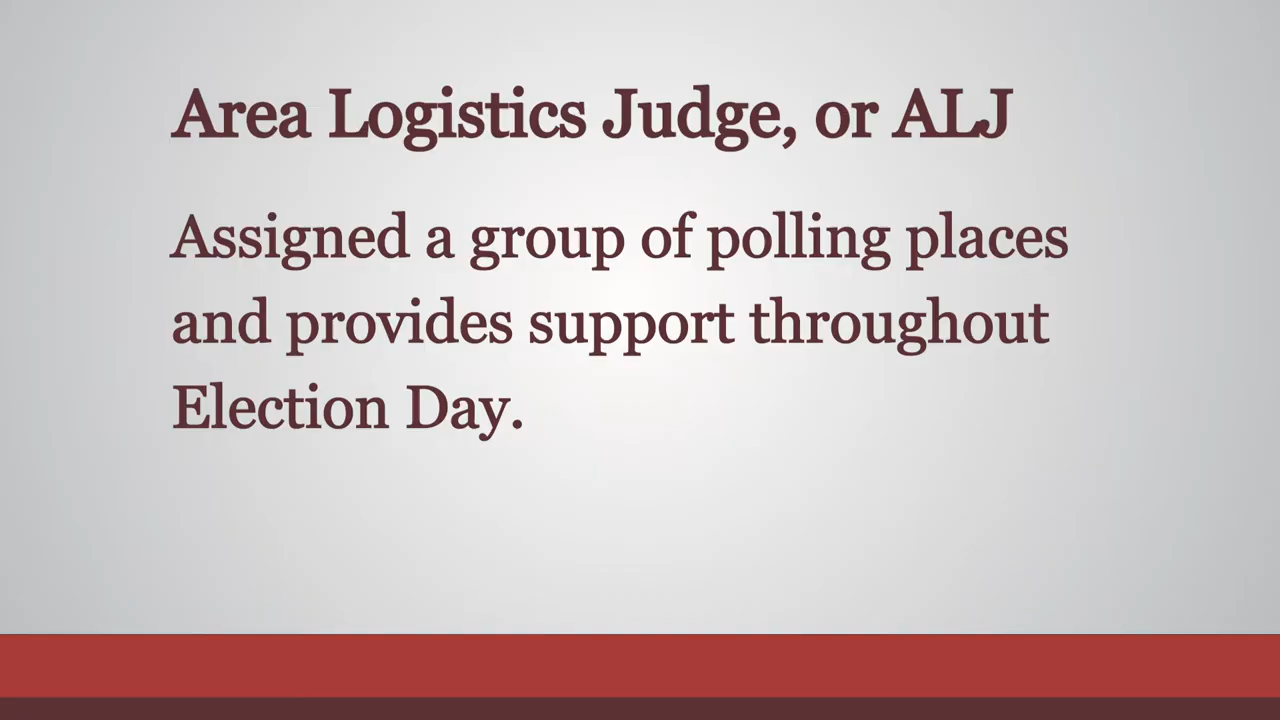 Area Logistics Judge, or ALJ
Assigned a group of polling places
and provides support throughout
Election Day.